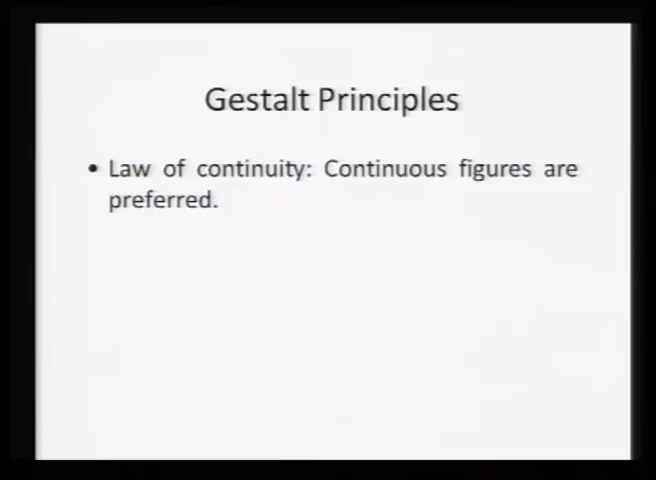 Gestalt Principles
• Law of continuity: Continuous figures are
preferred.